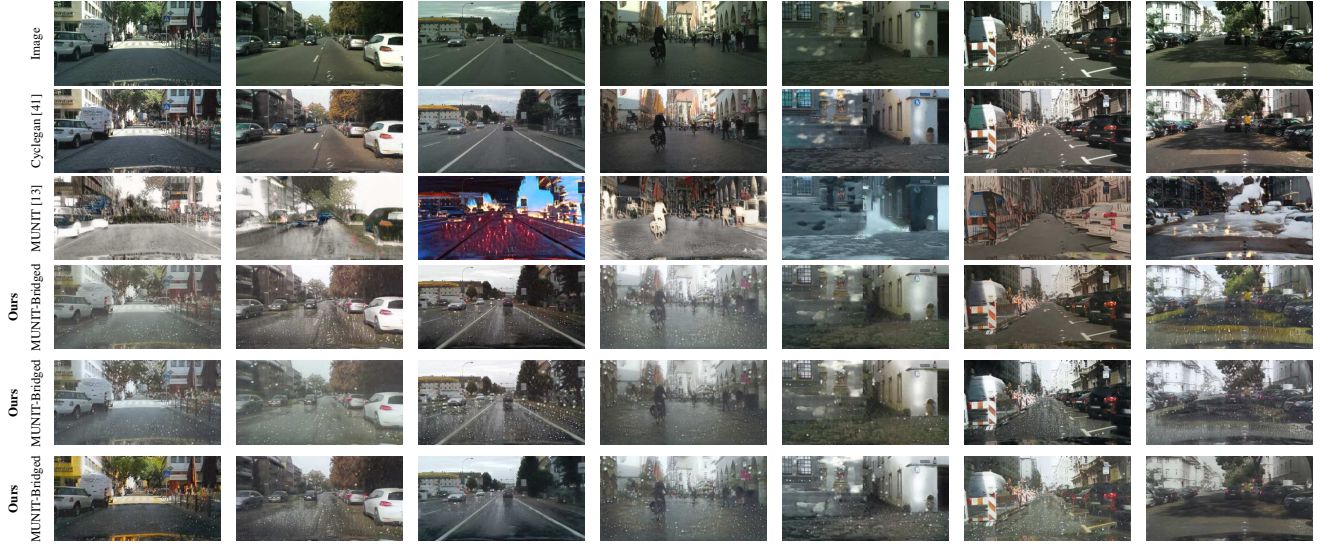 Image
Cyclegan [41]
MUNIT [13]
Ours
MUNIT-Bridged
Ours
MUNIT-Bridged
Ours
MUNIT-Bridged